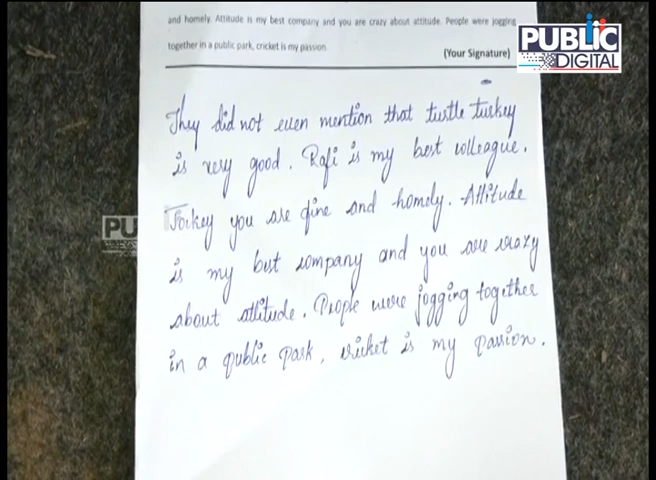 and homely. Attitude is my best company and you are crazy about attitude. People were jogging
together in a public park, cricket is my passion.
(Your Signature)
PUBLiC
DIGITAL
They did not even mention that turtle turkey
is very good. Rafi is my best colleague.
PU
Jockey you are fine and homely. Attitude
is my best company and you are crazy
about attitude. People were jogging together
in a public park, cricket is my passion.